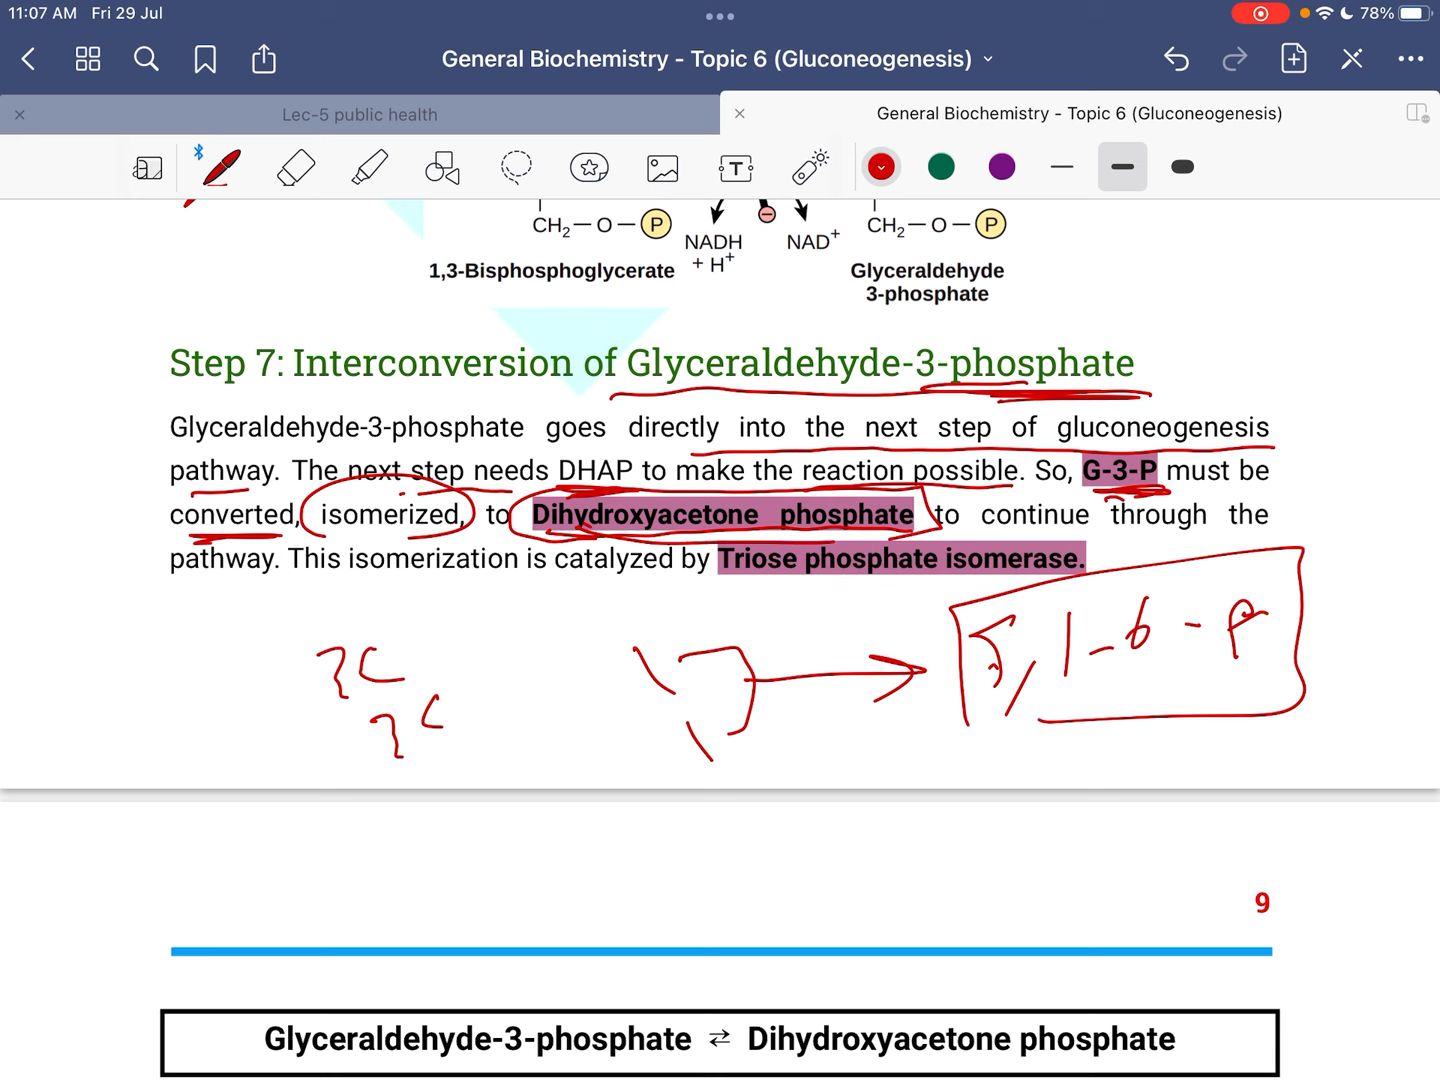 11:07 AM Fri 29 Jul
78%
General Biochemistry - Topic 6 (Gluconeogenesis)
Lec-5 public health
General Biochemistry - Topic 6 (Gluconeogenesis)
T
CH2—O—P
NADH
+ H+
NAD+
CH2—O—P
1,3-Bisphosphoglycerate
Glyceraldehyde
3-phosphate
Step 7: Interconversion of Glyceraldehyde-3-phosphate
Glyceraldehyde-3-phosphate goes directly into the next step of gluconeogenesis
pathway. The next step needs DHAP to make the reaction possible. So, G-3-P must be
converted, isomerized, to Dihydroxyacetone phosphate to continue through the
pathway. This isomerization is catalyzed by Triose phosphate isomerase.
1-6-P
9
Glyceraldehyde-3-phosphate ⇄ Dihydroxyacetone phosphate